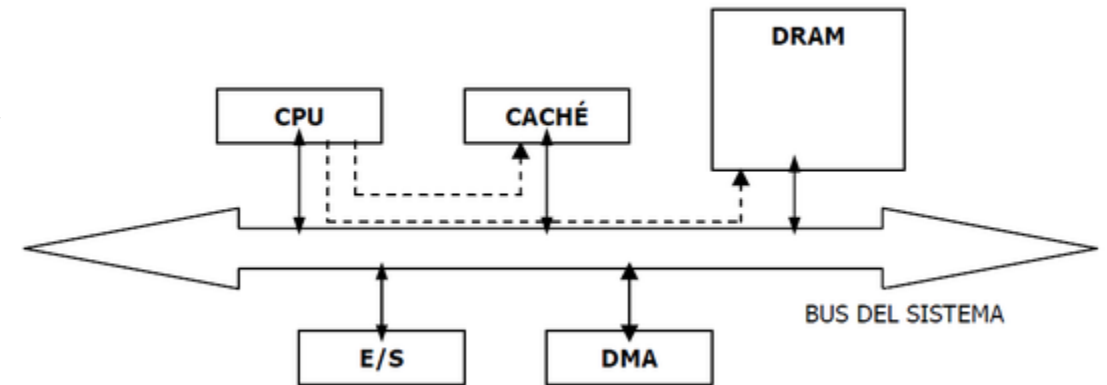 DRAM
CPU
CACHÉ
BUS DEL SISTEMA
E/S
DMA